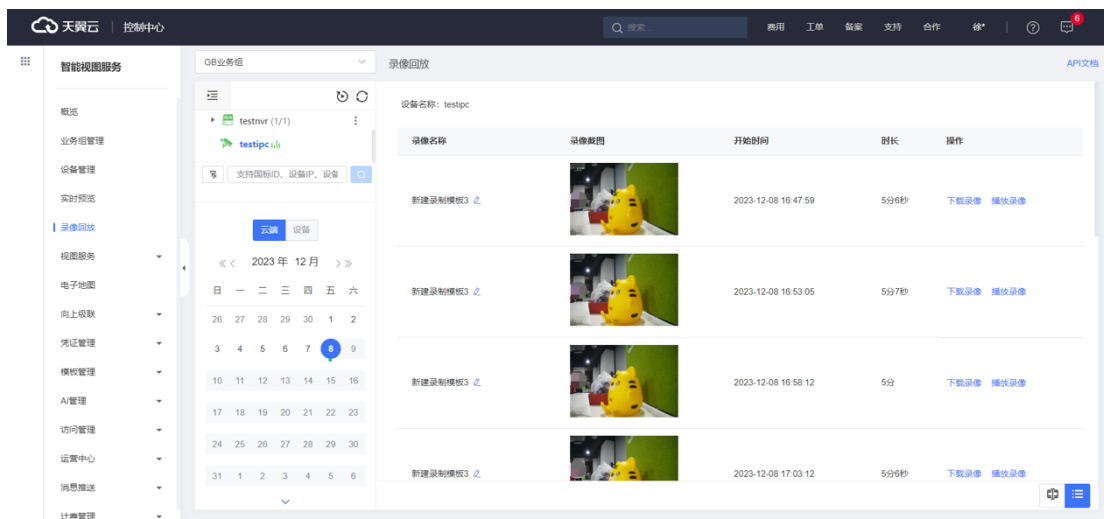 天翼云 控制中心 搜索... 费用 工单 备案 支持 合作 徐* 6
智能视图服务
概览
业务组管理
设备管理
实时预览
录像回放
视图服务
电子地图
向上级联
凭证管理
模板管理
AI管理
访问管理
运营中心
消息推送
计费管理
GB业务组
testnvr (1/1)
testipc
支持国标ID、设备IP、设备
云端 设备
2023 年 12 月
日 一 二 三 四 五 六
26 27 28 29 30 1 2
3 4 5 6 7 8 9
10 11 12 13 14 15 16
17 18 19 20 21 22 23
24 25 26 27 28 29 30
31 1 2 3 4 5 6
录像回放 API文档
设备名称: testipc
录像名称 录像截图 开始时间 时长 操作
新建录制模板3 2023-12-08 16:47:59 5分6秒 下载录像 播放录像
新建录制模板3 2023-12-08 16:53:05 5分7秒 下载录像 播放录像
新建录制模板3 2023-12-08 16:58:12 5分 下载录像 播放录像
新建录制模板3 2023-12-08 17:03:12 5分6秒 下载录像 播放录像